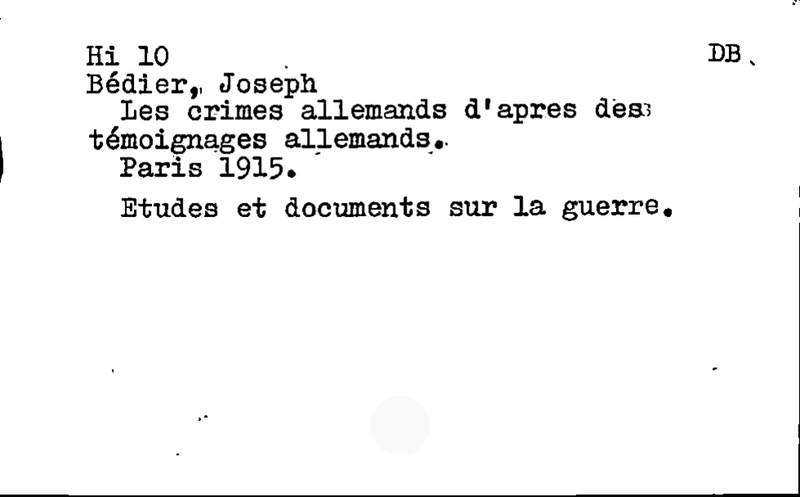 Hi 10 DB
Bédier, Joseph
Les crimes allemands d'apres des
témoignages allemands.
Paris 1915.
Etudes et documents sur la guerre.